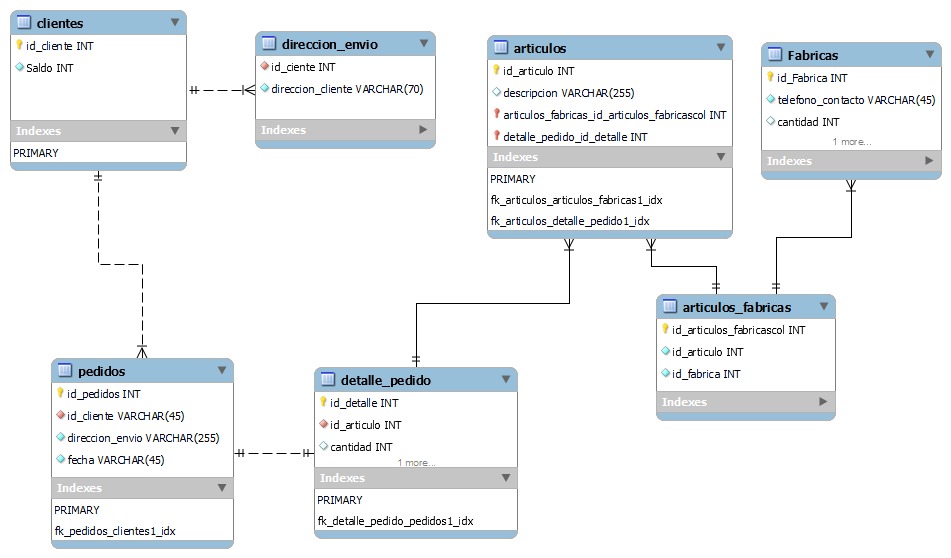 clientes
id_cliente INT
Saldo INT
Indexes
PRIMARY
direccion_envio
id_ciente INT
direccion_cliente VARCHAR(70)
Indexes
articulos
id_articulo INT
descripcion VARCHAR(255)
articulos_fabricas_id_articulos_fabricascol INT
detalle_pedido_id_detalle INT
Indexes
PRIMARY
fk_articulos_articulos_fabricas1_idx
fk_articulos_detalle_pedido1_idx
Fabricas
id_Fabrica INT
telefono_contacto VARCHAR(45)
cantidad INT
1 more...
Indexes
articulos_fabricas
id_articulos_fabricascol INT
id_articulo INT
id_fabrica INT
Indexes
pedidos
id_pedidos INT
id_cliente VARCHAR(45)
direccion_envio VARCHAR(255)
fecha VARCHAR(45)
Indexes
PRIMARY
fk_pedidos_clientes1_idx
detalle_pedido
id_detalle INT
id_articulo INT
cantidad INT
1 more...
Indexes
PRIMARY
fk_detalle_pedido_pedidos1_idx